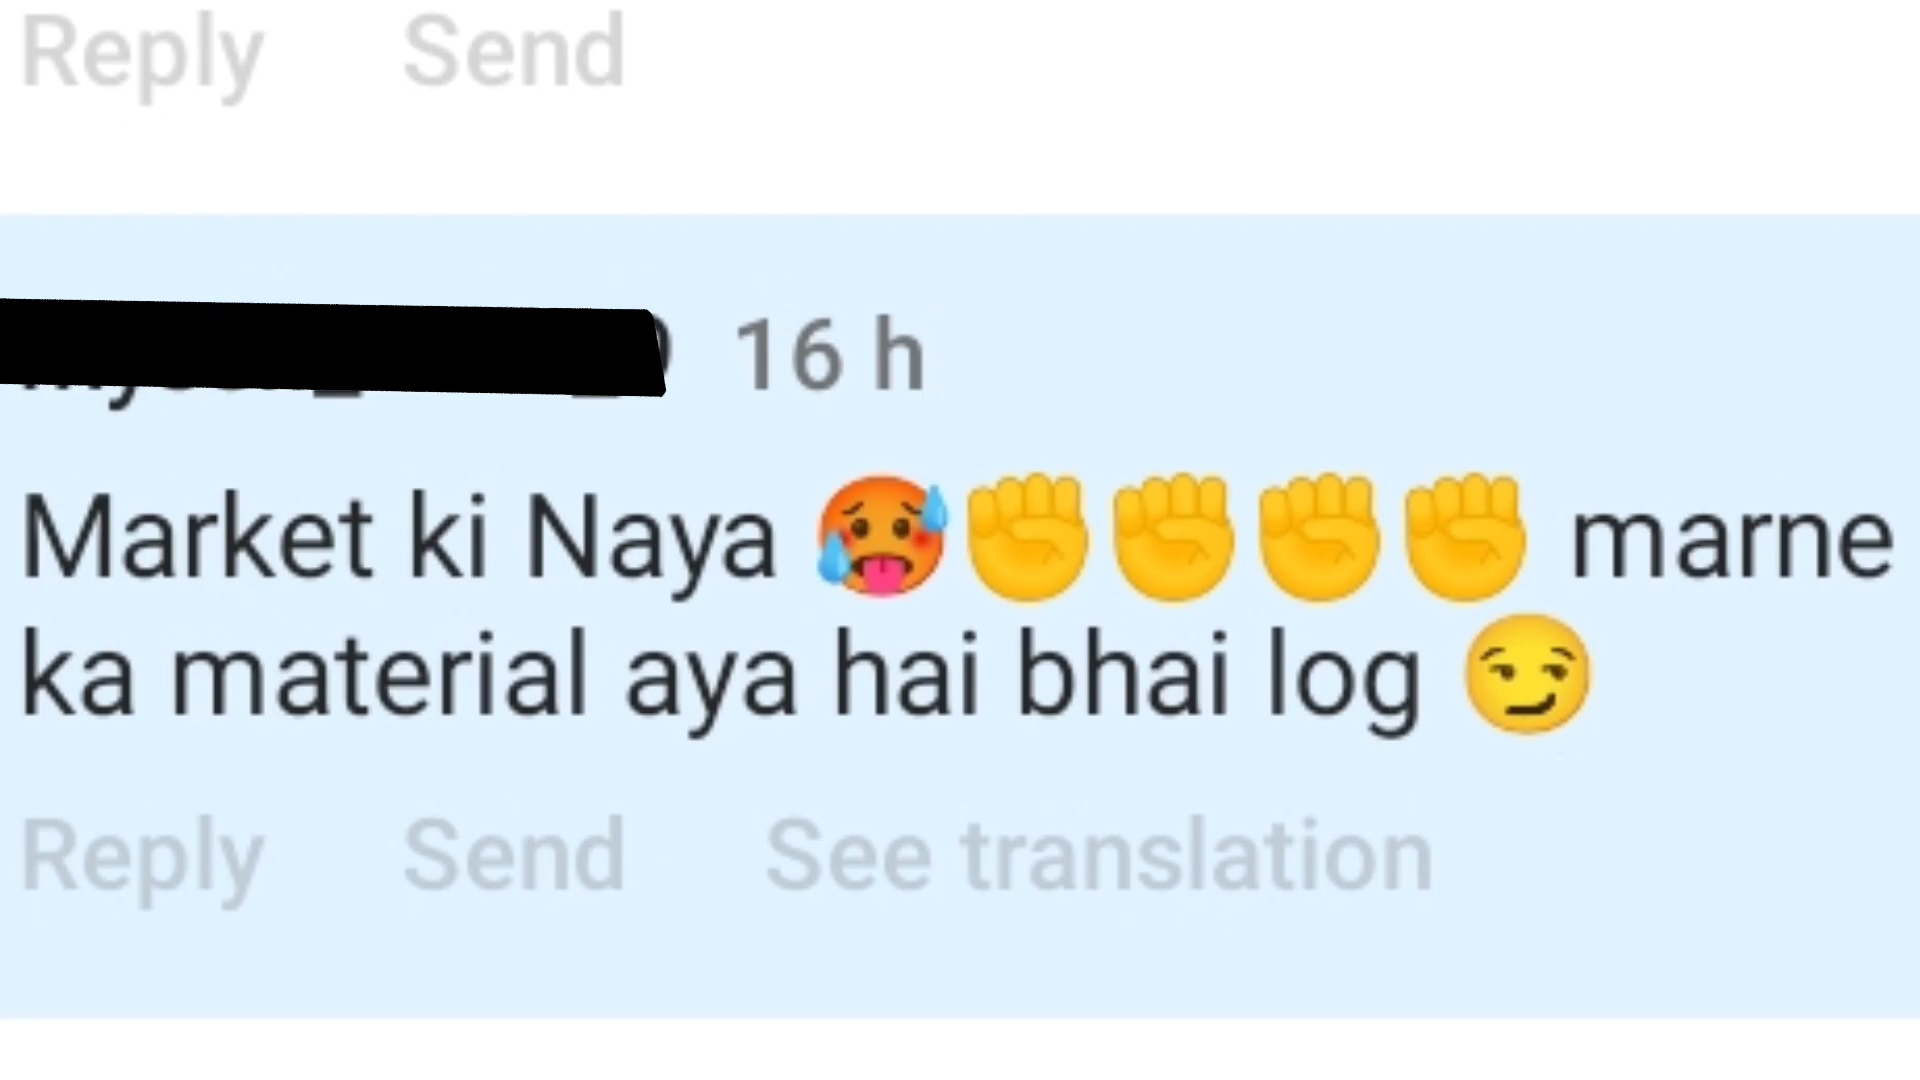 Reply Send
16 h
Market ki Naya 🥵✊✊✊✊ marne
ka material aya hai bhai log 😏
Reply Send See translation